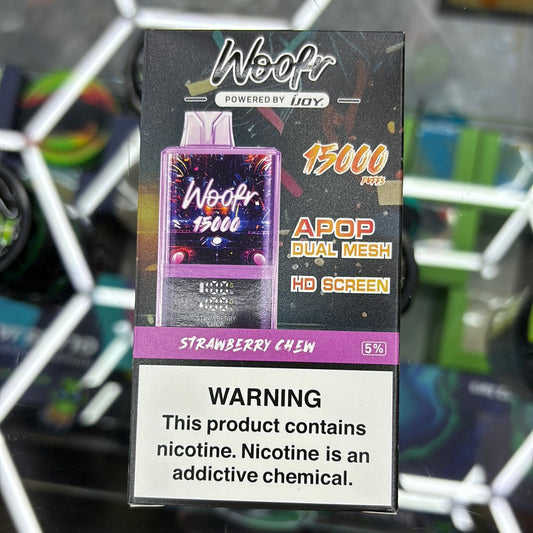 Woofr
POWERED BY iJOY
15000
PUFFS
Woofr
15000
APOP
DUAL MESH
HD SCREEN
STRAWBERRY CHEW
5%
WARNING
This product contains
nicotine. Nicotine is an
addictive chemical.